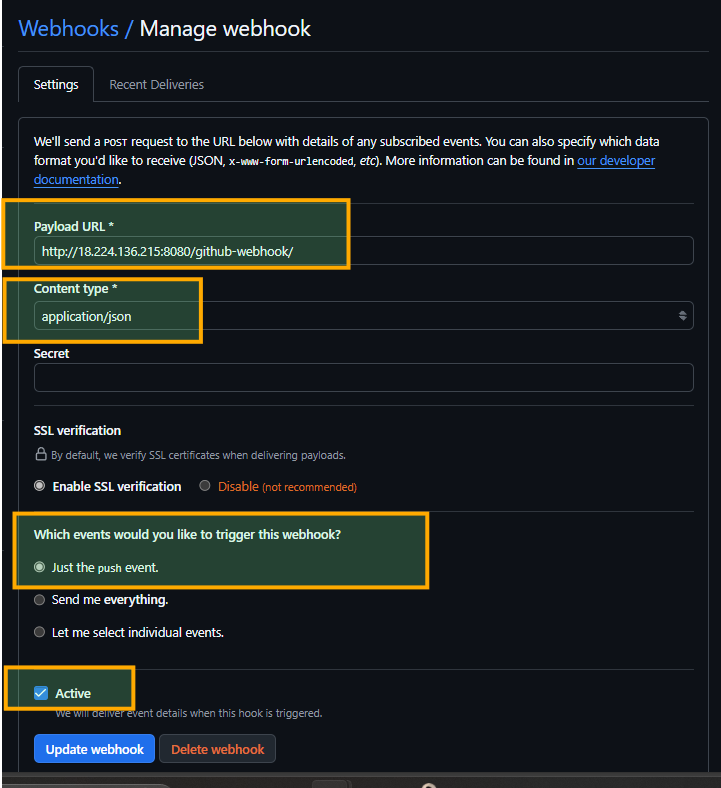 Webhooks / Manage webhook
Settings
Recent Deliveries
We'll send a POST request to the URL below with details of any subscribed events. You can also specify which data
format you'd like to receive (JSON, x-www-form-urlencoded, etc). More information can be found in our developer
documentation.
Payload URL *
http://18.224.136.215:8080/github-webhook/
Content type *
application/json
Secret
SSL verification
By default, we verify SSL certificates when delivering payloads.
Enable SSL verification
Disable (not recommended)
Which events would you like to trigger this webhook?
Just the push event.
Send me everything.
Let me select individual events.
Active
We will deliver event details when this hook is triggered.
Update webhook
Delete webhook